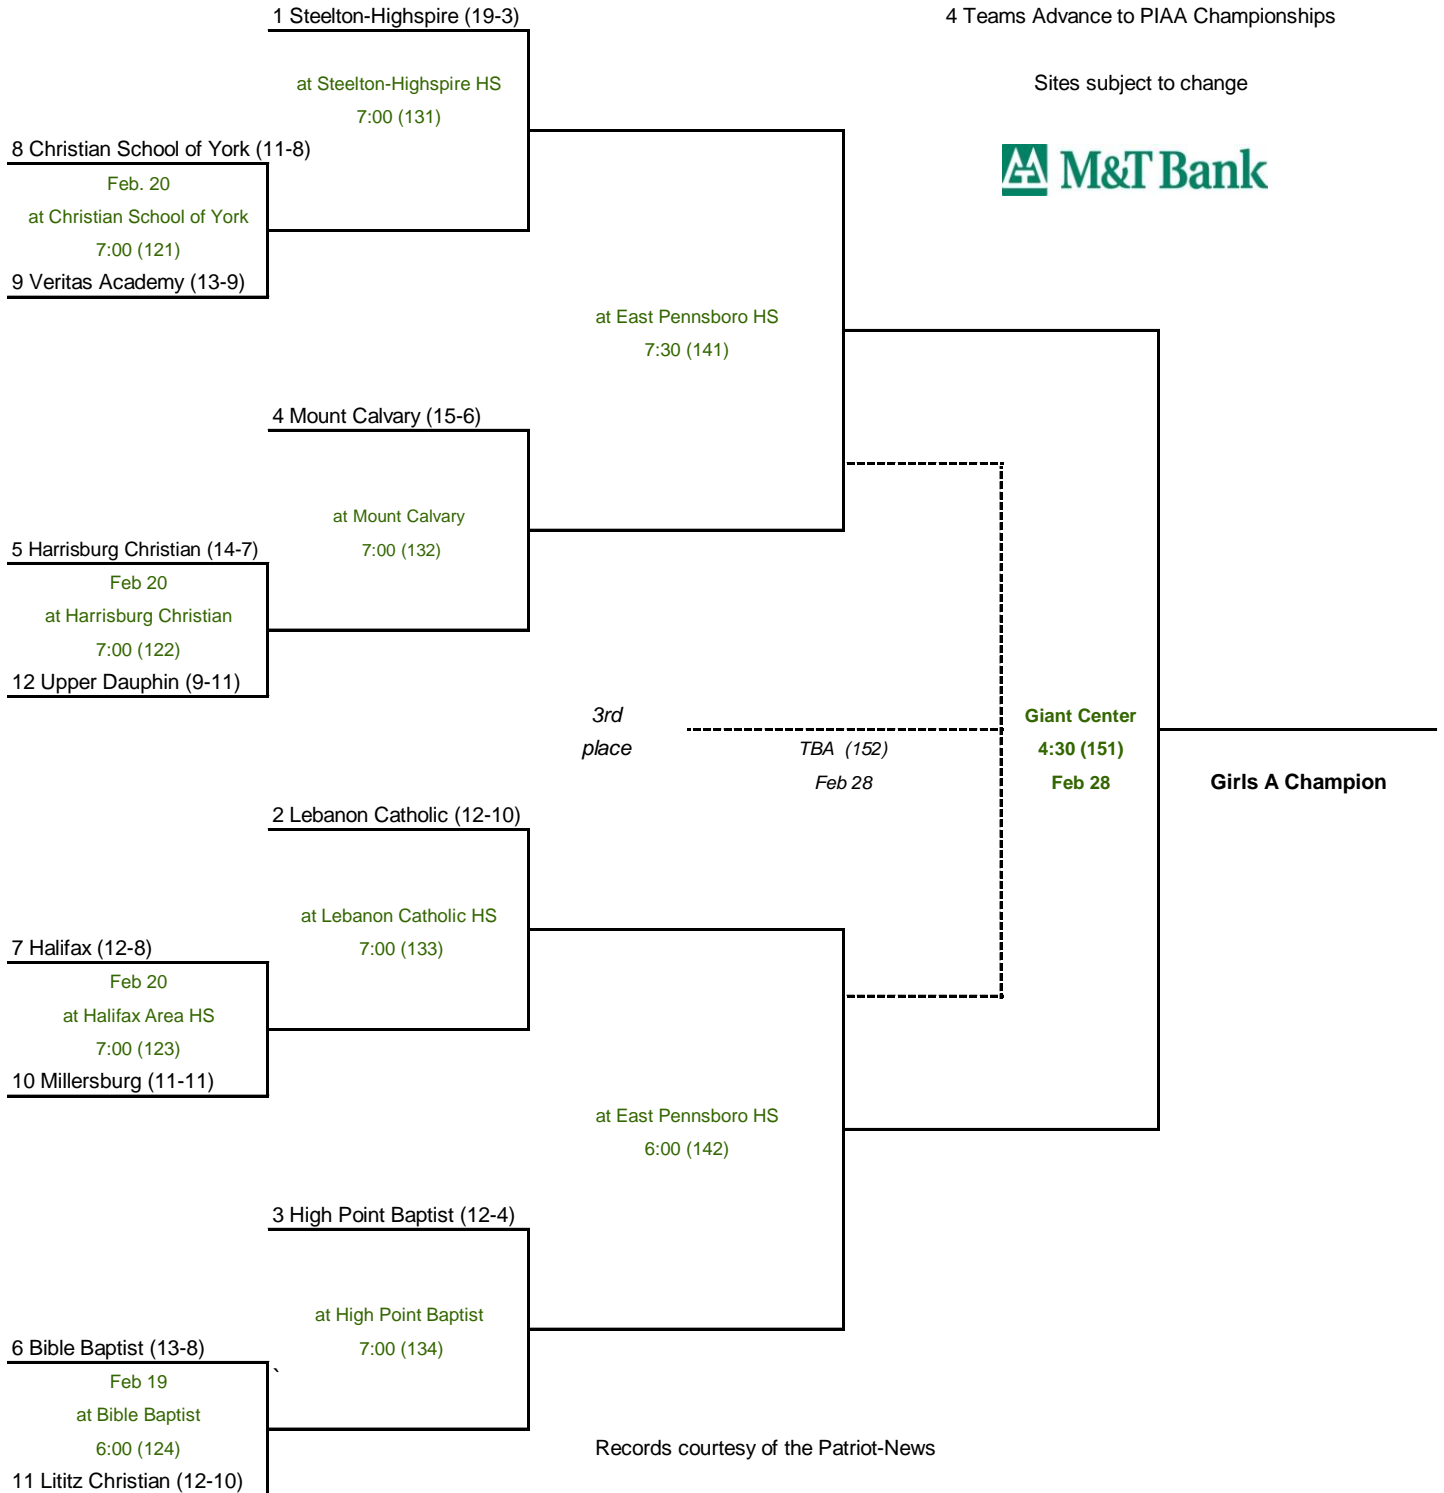 1 Steelton-Highspire (19-3)
4 Teams Advance to PIAA Championships
at Steelton-Highspire HS
7:00 (131)
Sites subject to change
M&T Bank
8 Christian School of York (11-8)
Feb. 20
at Christian School of York
7:00 (121)
9 Veritas Academy (13-9)
at East Pennsboro HS
7:30 (141)
4 Mount Calvary (15-6)
at Mount Calvary
7:00 (132)
5 Harrisburg Christian (14-7)
Feb 20
at Harrisburg Christian
7:00 (122)
12 Upper Dauphin (9-11)
3rd
place
TBA (152)
Feb 28
Giant Center
4:30 (151)
Feb 28
Girls A Champion
2 Lebanon Catholic (12-10)
at Lebanon Catholic HS
7:00 (133)
7 Halifax (12-8)
Feb 20
at Halifax Area HS
7:00 (123)
10 Millersburg (11-11)
at East Pennsboro HS
6:00 (142)
3 High Point Baptist (12-4)
at High Point Baptist
7:00 (134)
6 Bible Baptist (13-8)
`
Feb 19
at Bible Baptist
6:00 (124)
11 Lititz Christian (12-10)
Records courtesy of the Patriot-News